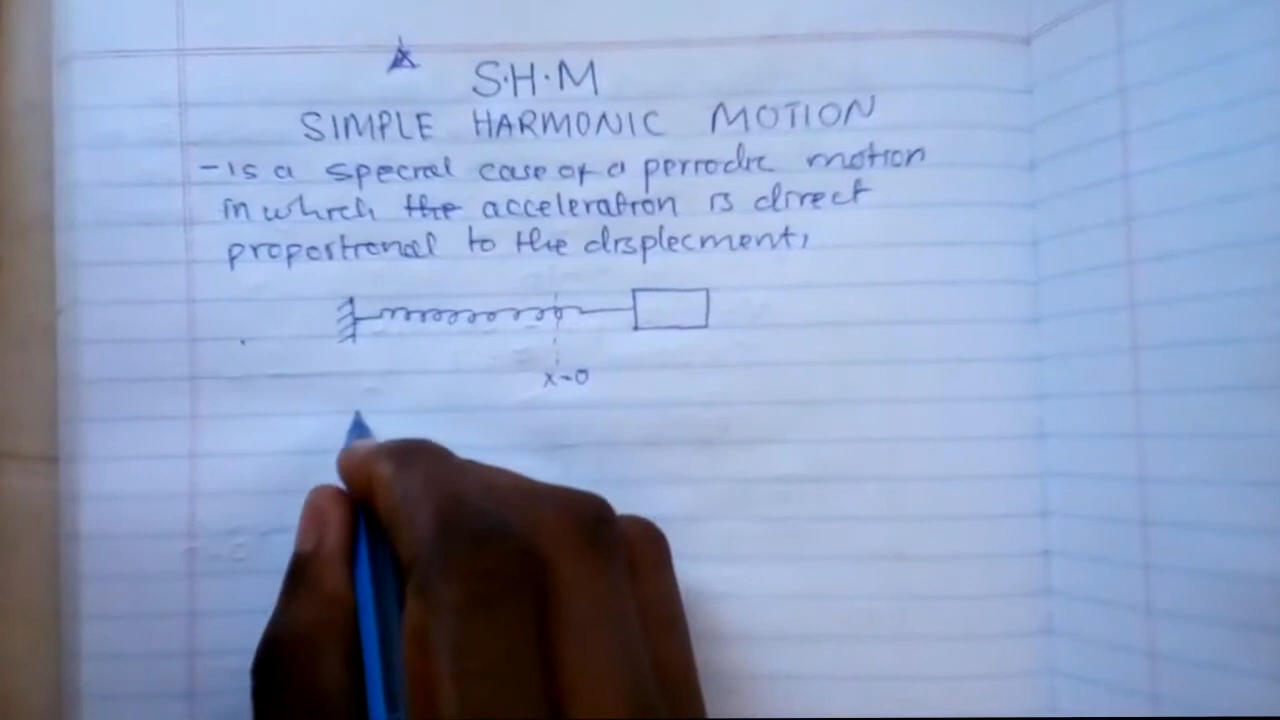 S.H.M
SIMPLE HARMONIC MOTION
- is a special case of a periodic motion
in which the acceleration is direct
proportional to the displecment,
x=0